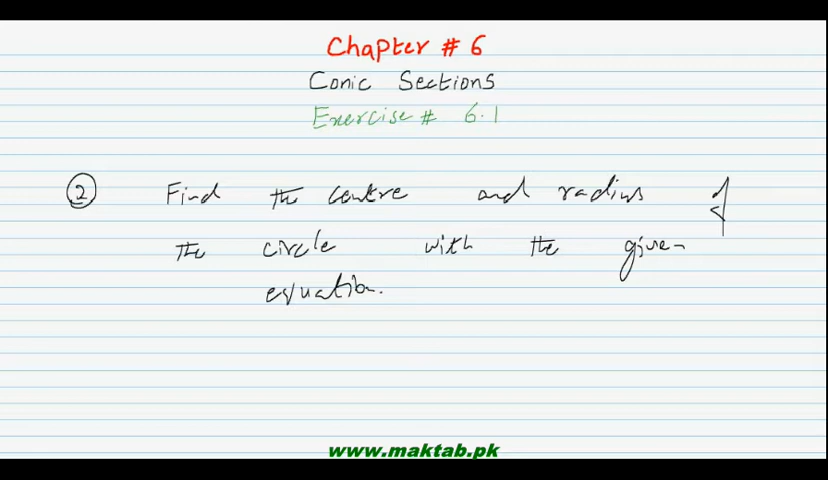 Chapter # 6
Conic Sections
Exercise # 6.1
② Find the centre and radius of
the circle with the given
equation.
www.maktab.pk